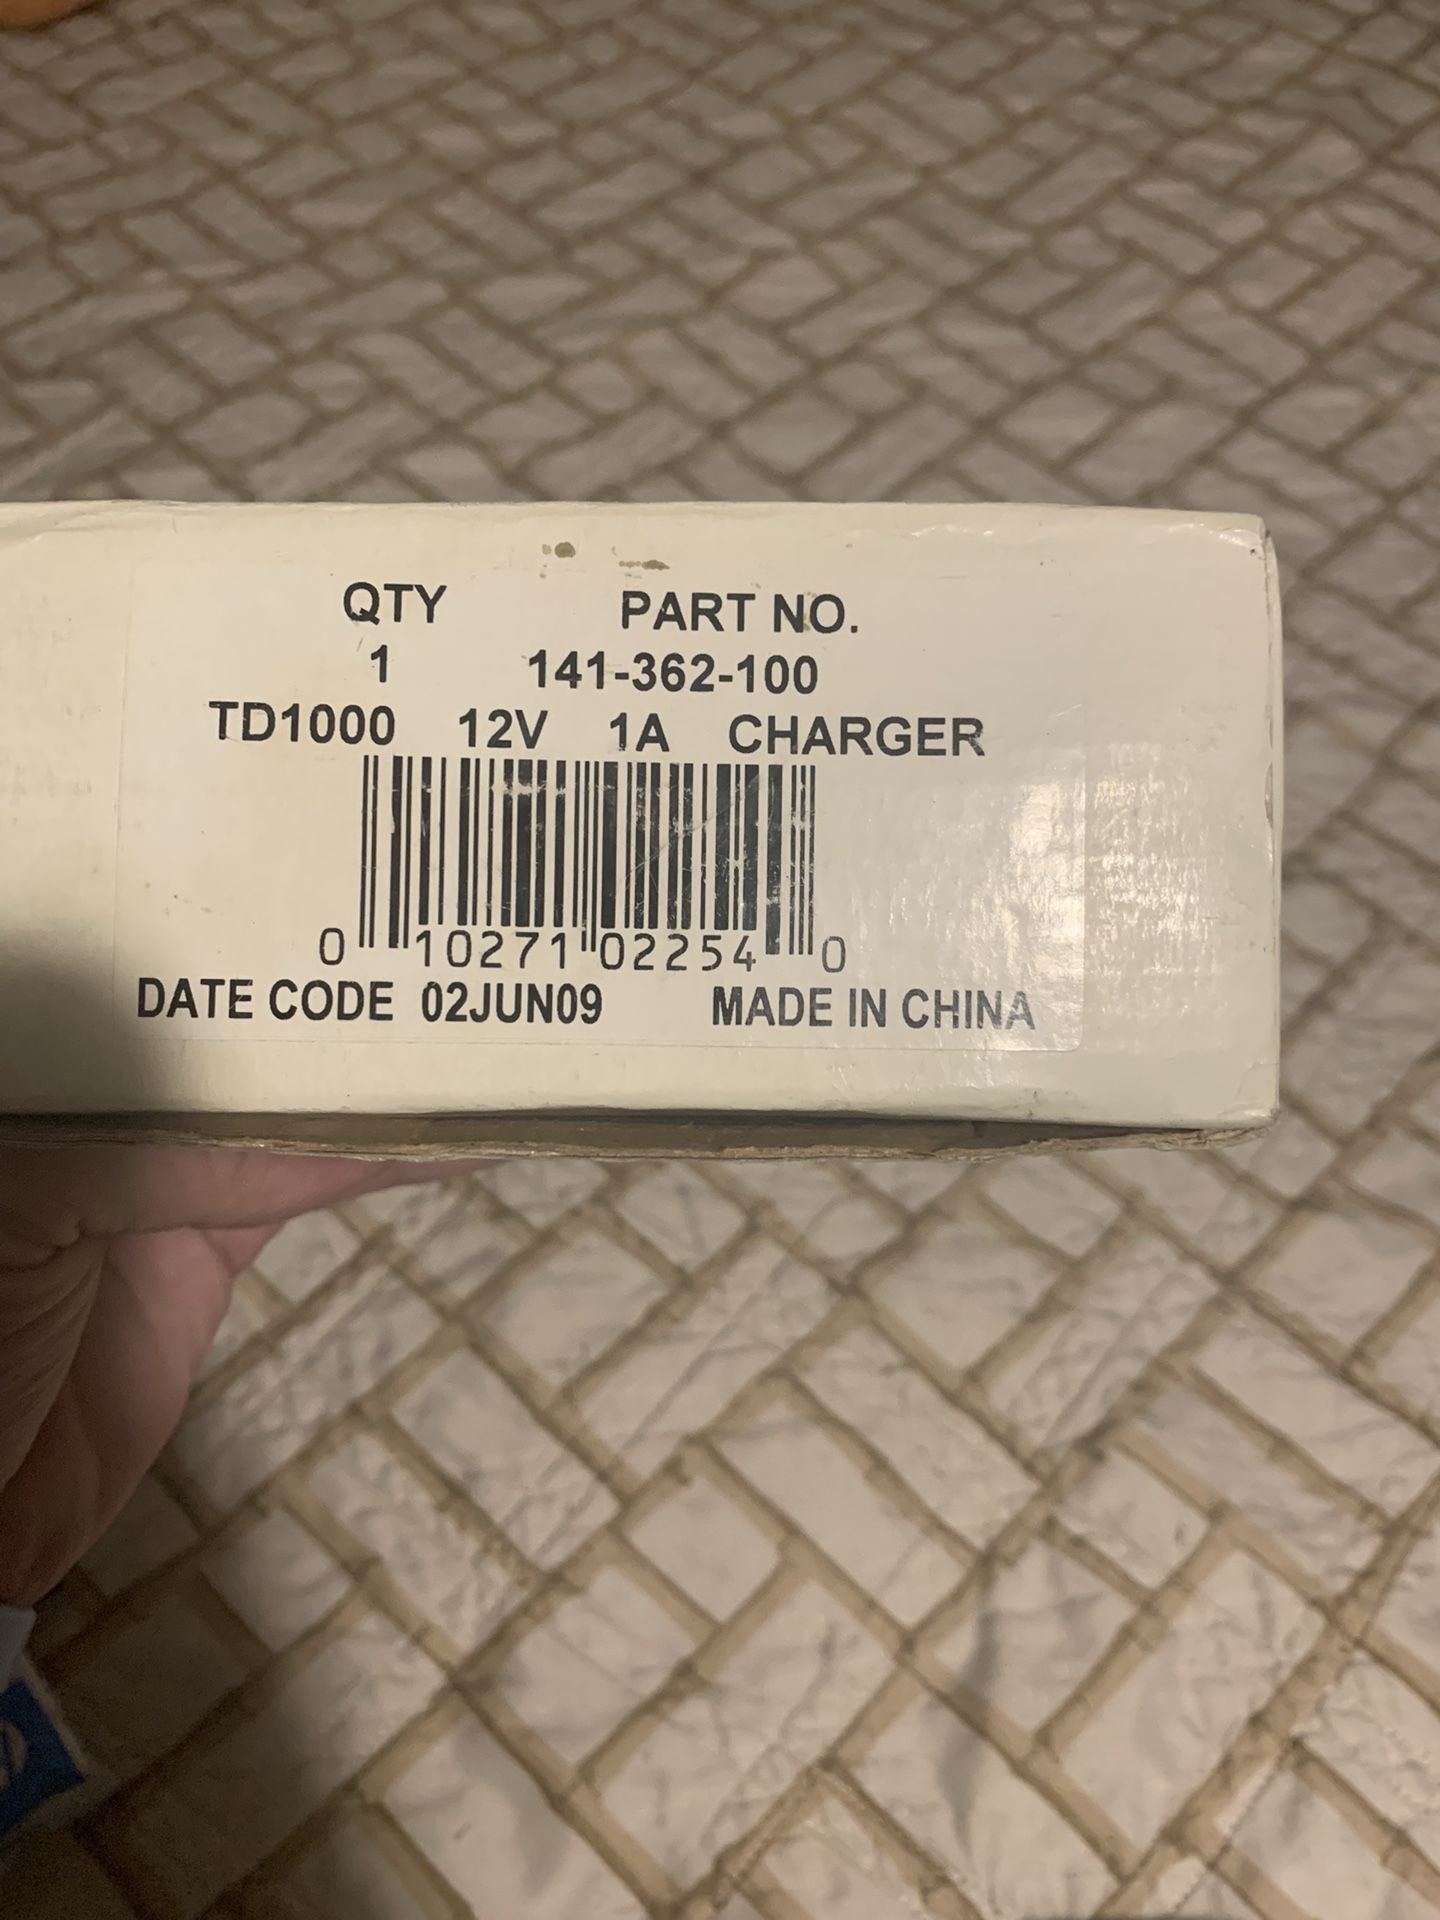 QTY PART NO.
1 141-362-100
TD1000 12V 1A CHARGER
0 10271 02254 0
DATE CODE 02JUN09 MADE IN CHINA